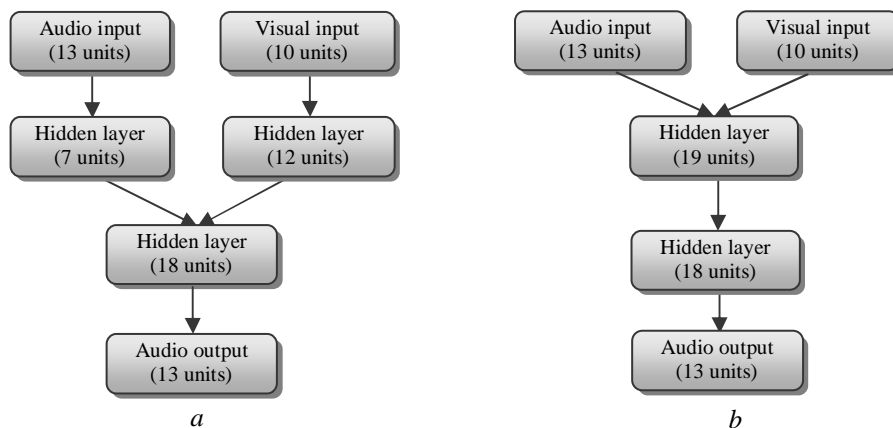 Audio input
(13 units)
Visual input
(10 units)
Hidden layer
(7 units)
Hidden layer
(12 units)
Hidden layer
(18 units)
Audio output
(13 units)
a
Audio input
(13 units)
Visual input
(10 units)
Hidden layer
(19 units)
Hidden layer
(18 units)
Audio output
(13 units)
b